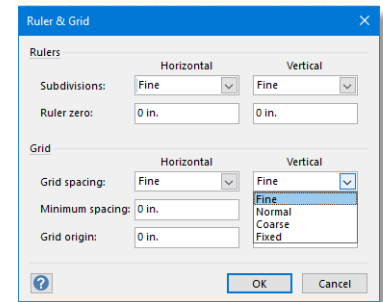 Ruler & Grid
Rulers
Horizontal Vertical
Subdivisions: Fine Fine
Ruler zero: 0 in. 0 in.
Grid
Horizontal Vertical
Grid spacing: Fine Fine
Fine
Minimum spacing: 0 in. Normal
Coarse
Grid origin: 0 in. Fixed
? OK Cancel